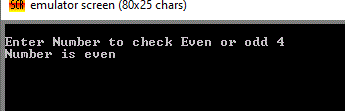 emulator screen (80x25 chars)
Enter Number to check Even or odd 4
Number is even